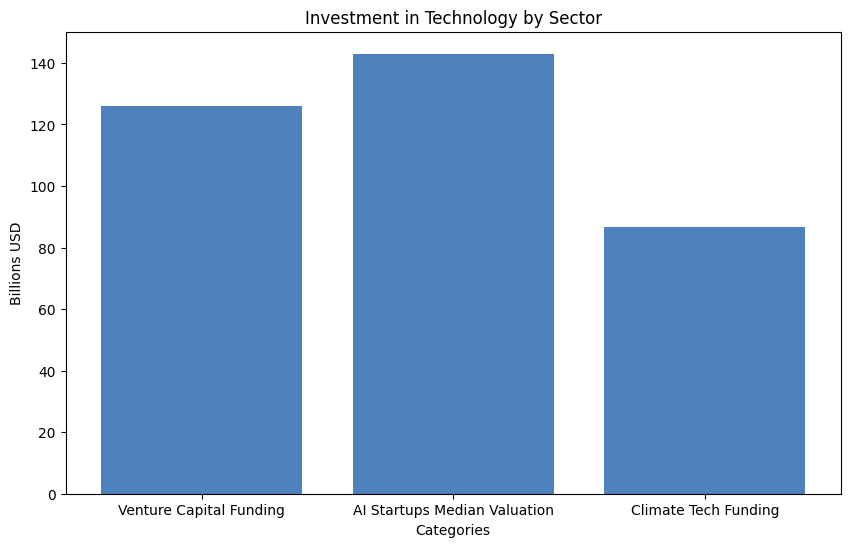 Investment in Technology by Sector
140
120
100
80
60
40
20
0
Billions USD
Venture Capital Funding
AI Startups Median Valuation
Climate Tech Funding
Categories